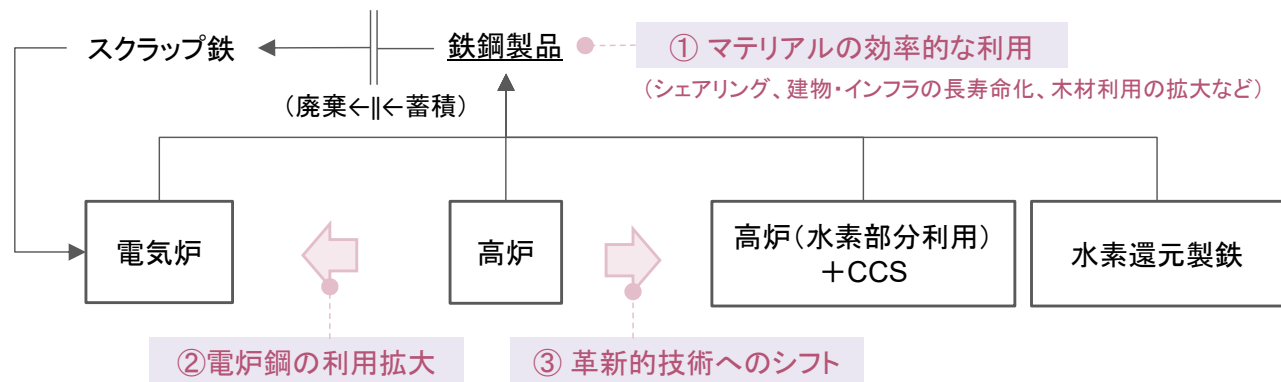 スクラップ鉄
鉄鋼製品
① マテリアルの効率的な利用
（シェアリング、建物・インフラの長寿命化、木材利用の拡大など）
（廃棄←||←蓄積）
電気炉
高炉
高炉（水素部分利用）
＋CCS
水素還元製鉄
②電炉鋼の利用拡大
③ 革新的技術へのシフト